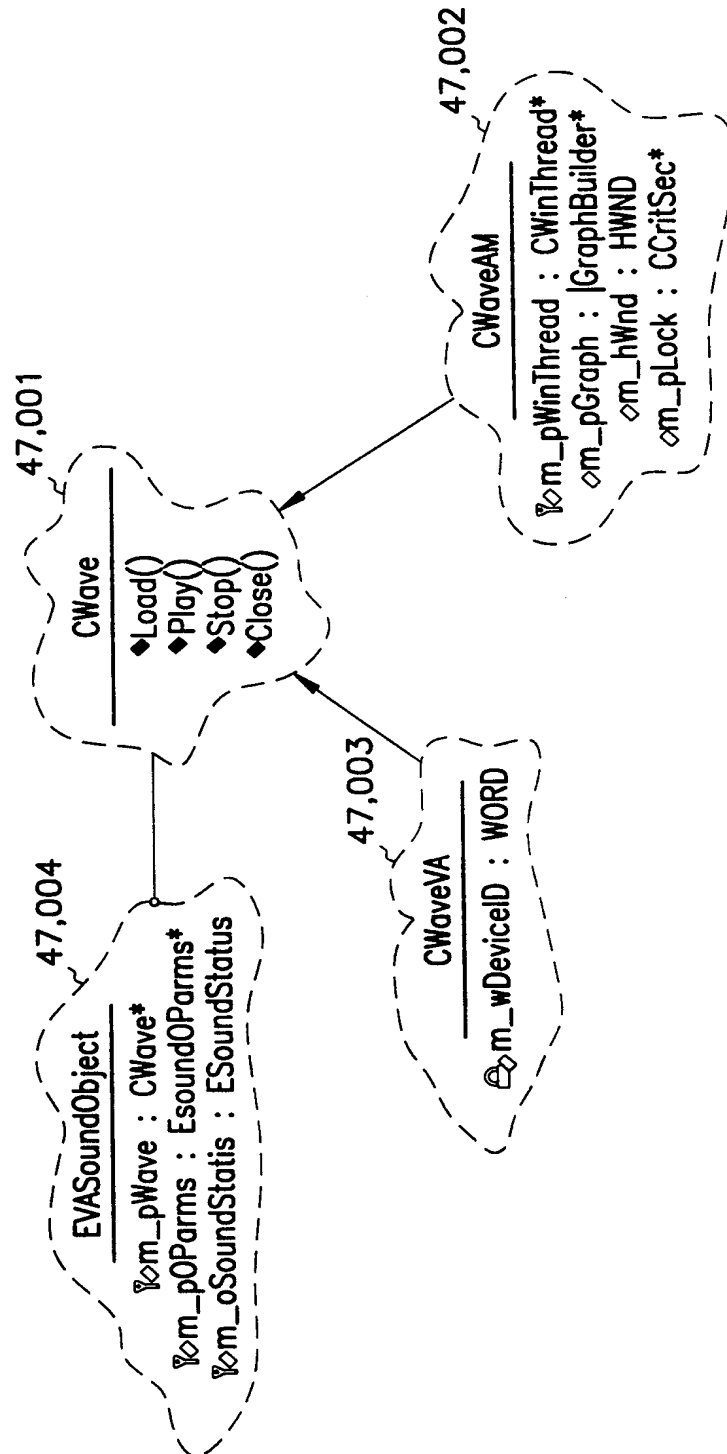 47,004
EVASoundObject
m_pWave : CWave*
m_pOParms : EsoundOParms*
m_oSoundStatis : ESoundStatus
47,001
CWave
Load()
Play()
Stop()
Close()
47,003
CWaveVA
m_wDeviceID : WORD
47,002
CWaveAM
m_pWinThread : CWinThread*
m_pGraph : IGraphBuilder*
m_hWnd : HWND
m_pLock : CCritSec*